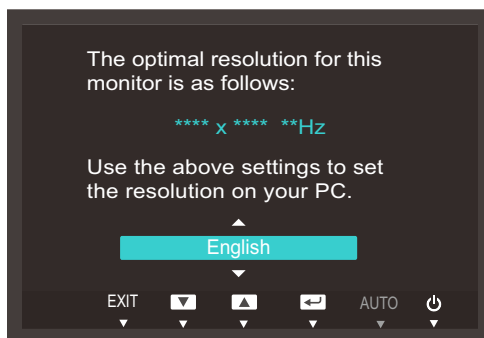 The optimal resolution for this
monitor is as follows:
**** x **** **Hz
Use the above settings to set
the resolution on your PC.
English
EXIT AUTO